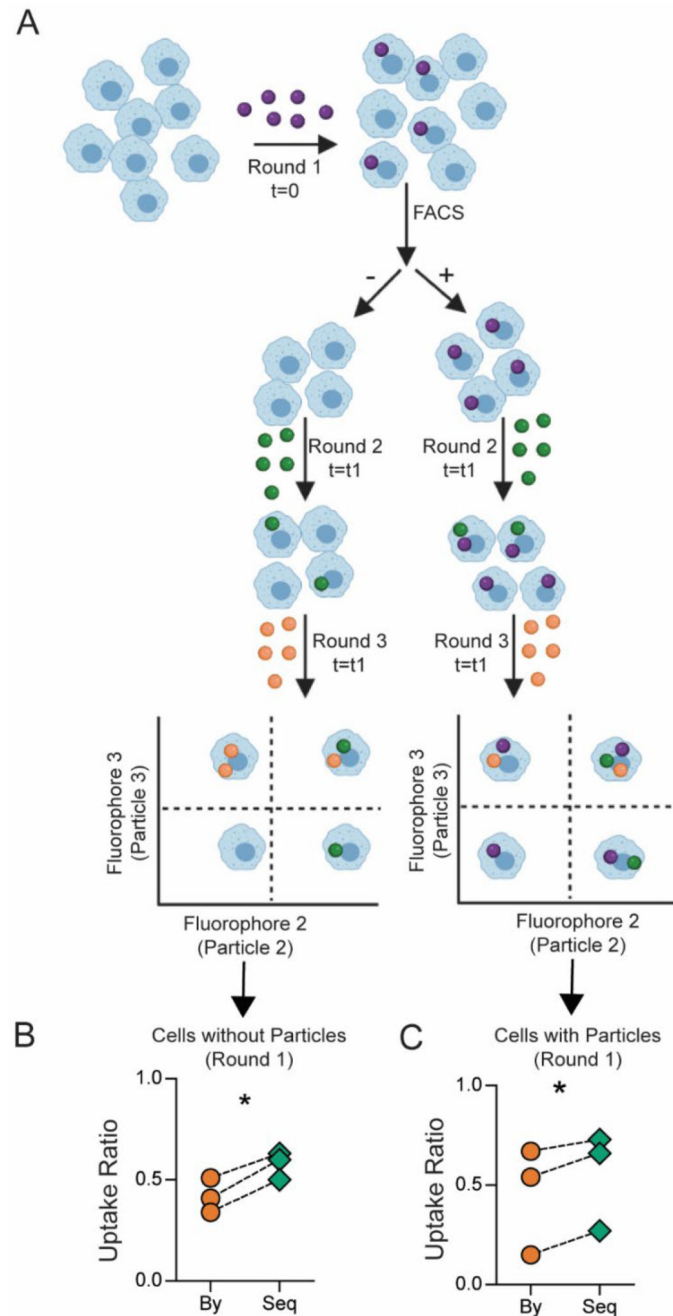 A
Round 1
t=0
FACS
-
+
Round 2
t=t1
Round 2
t=t1
Round 3
t=t1
Round 3
t=t1
Fluorophore 3
(Particle 3)
Fluorophore 2
(Particle 2)
Fluorophore 3
(Particle 3)
Fluorophore 2
(Particle 2)
B
Cells without Particles
(Round 1)
Uptake Ratio
1.0
*
0.5
0.0
By Seq
C
Cells with Particles
(Round 1)
Uptake Ratio
1.0
*
0.5
0.0
By Seq